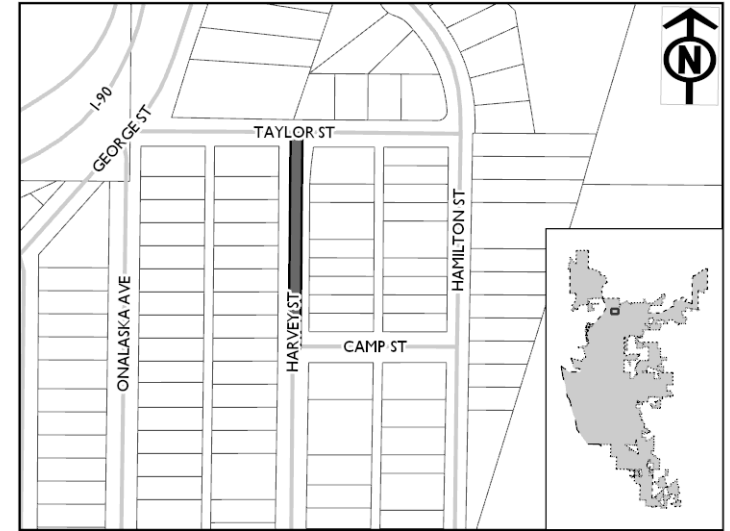 N
I-90
GEORGE ST
TAYLOR ST
ONALASKA AVE
HARVEY ST
HAMILTON ST
CAMP ST